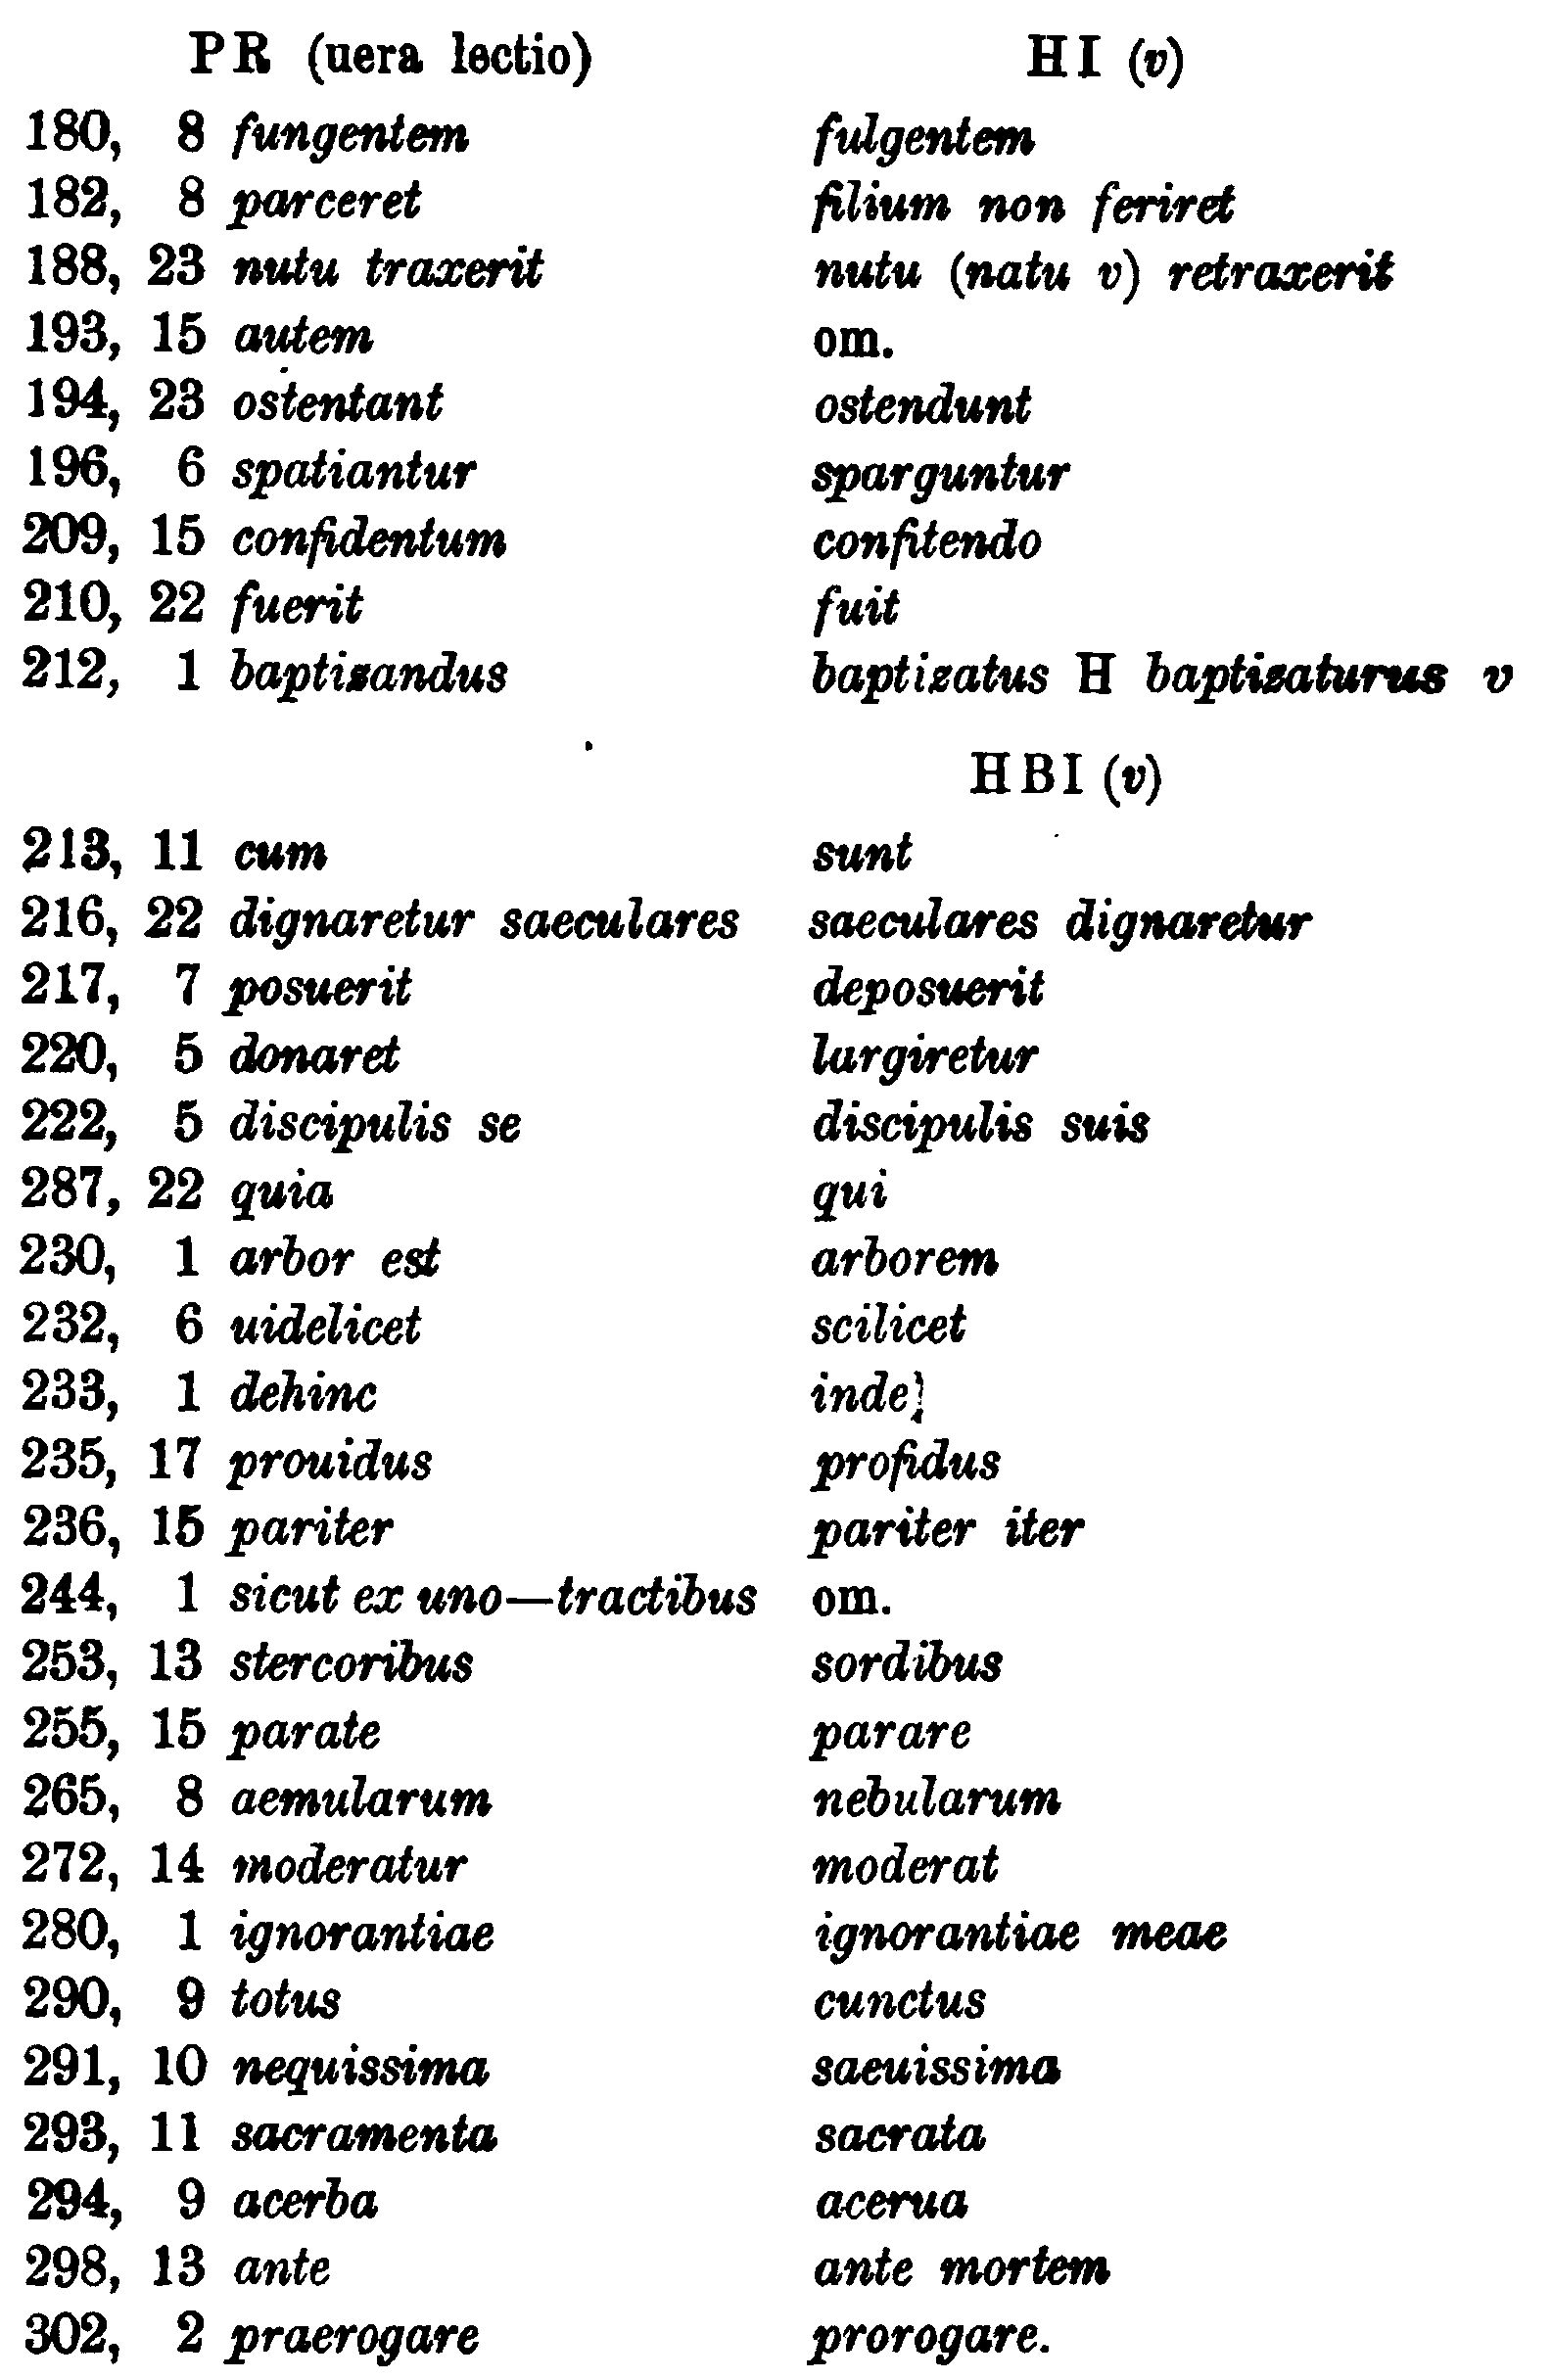 PR (uera lectio) HI (v)
180, 8 fungentem fulgentem
182, 8 parceret filium non feriret
188, 23 nutu traxerit nutu (natu v) retraxerit
193, 15 autem om.
194, 23 ostentant ostendunt
196, 6 spatiantur sparguntur
209, 15 confidentum confitendo
210, 22 fuerit fuit
212, 1 baptizandus baptizatus H baptizaturus v
HBI (v)
213, 11 cum sunt
216, 22 dignaretur saeculares saeculares dignaretur
217, 7 posuerit deposuerit
220, 5 donaret largiretur
222, 5 discipulis se discipulis suis
287, 22 quia qui
230, 1 arbor est arborem
232, 6 uidelicet scilicet
233, 1 dehinc inde
235, 17 prouidus profidus
236, 15 pariter pariter iter
244, 1 sicut ex uno—tractibus om.
253, 13 stercoribus sordibus
255, 15 parate parare
265, 8 aemularum nebularum
272, 14 moderatur moderat
280, 1 ignorantiae ignorantiae meae
290, 9 totus cunctus
291, 10 nequissima saeuissima
293, 11 sacramenta sacrata
294, 9 acerba acerua
298, 13 ante ante mortem
302, 2 praerogare prorogare.